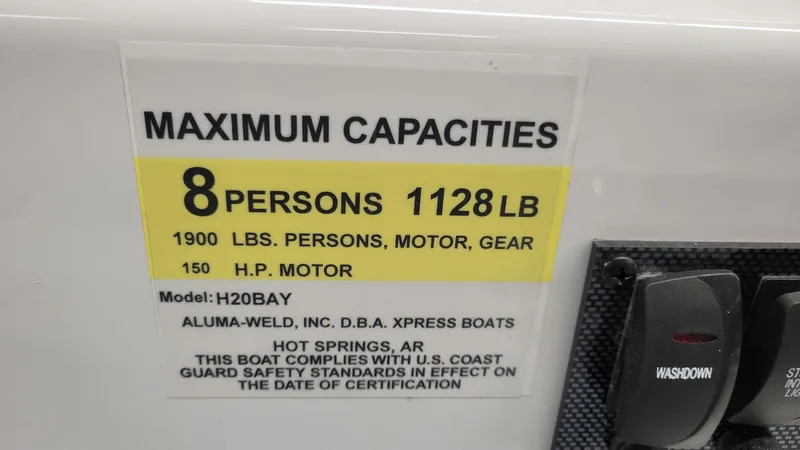 MAXIMUM CAPACITIES
8 PERSONS 1128 LB
1900 LBS. PERSONS, MOTOR, GEAR
150 H.P. MOTOR
Model: H20BAY
ALUMA-WELD, INC. D.B.A. XPRESS BOATS
HOT SPRINGS, AR
THIS BOAT COMPLIES WITH U.S. COAST
GUARD SAFETY STANDARDS IN EFFECT ON
THE DATE OF CERTIFICATION
WASHDOWN